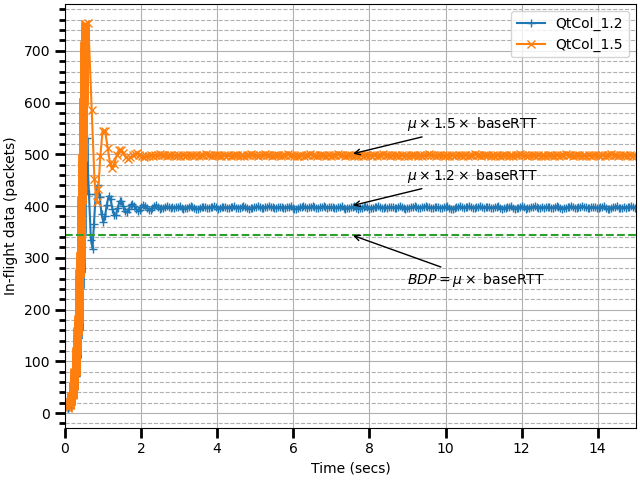 QtCol_1.2
QtCol_1.5
700
600
500
400
300
200
100
0
In-flight data (packets)
μ × 1.5 × baseRTT
μ × 1.2 × baseRTT
BDP = μ × baseRTT
0 2 4 6 8 10 12 14
Time (secs)